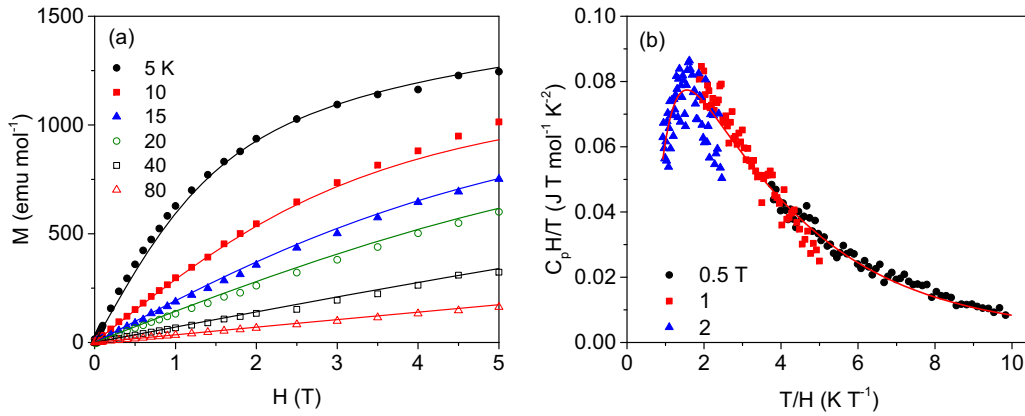 (a)
5 K
10
15
20
40
80
M (emu mol⁻¹)
1500
1000
500
0
0 1 2 3 4 5
H (T)
(b)
0.5 T
1
2
CₚH/T (J T mol⁻¹ K⁻²)
0.10
0.08
0.06
0.04
0.02
0.00
0 2 4 6 8 10
T/H (K T⁻¹)